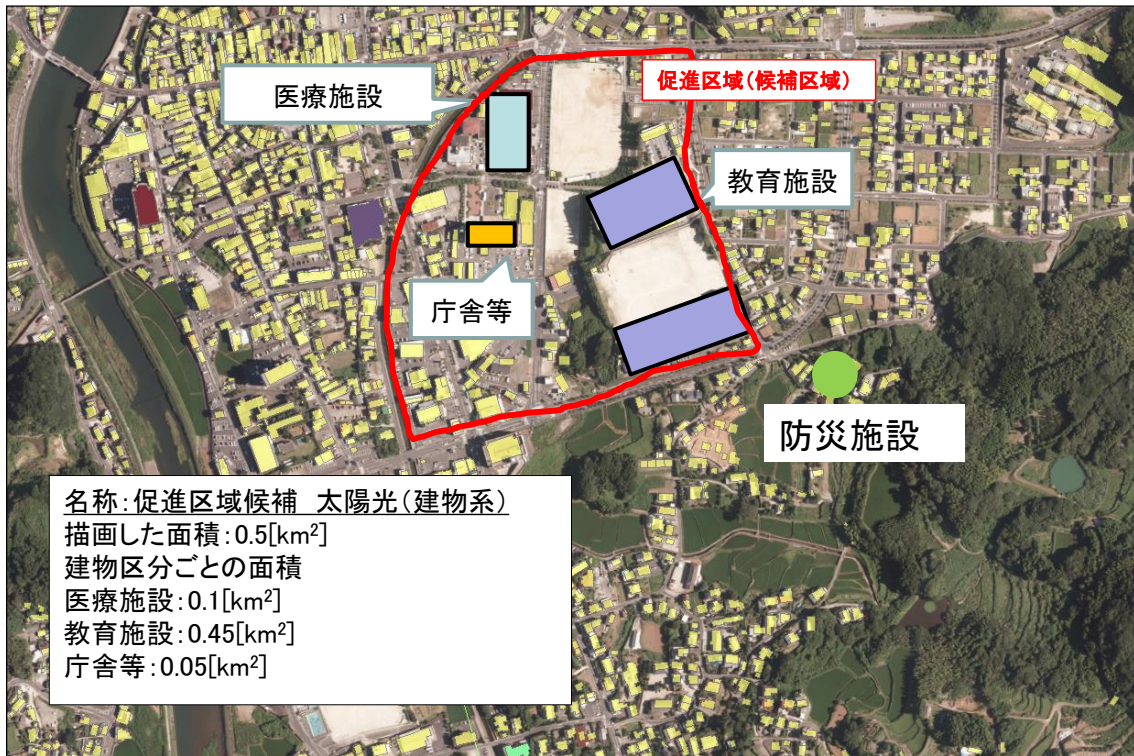 促進区域(候補区域)
医療施設
教育施設
庁舎等
防災施設
名称:促進区域候補 太陽光(建物系)
描画した面積:0.5[km²]
建物区分ごとの面積
医療施設:0.1[km²]
教育施設:0.45[km²]
庁舎等:0.05[km²]